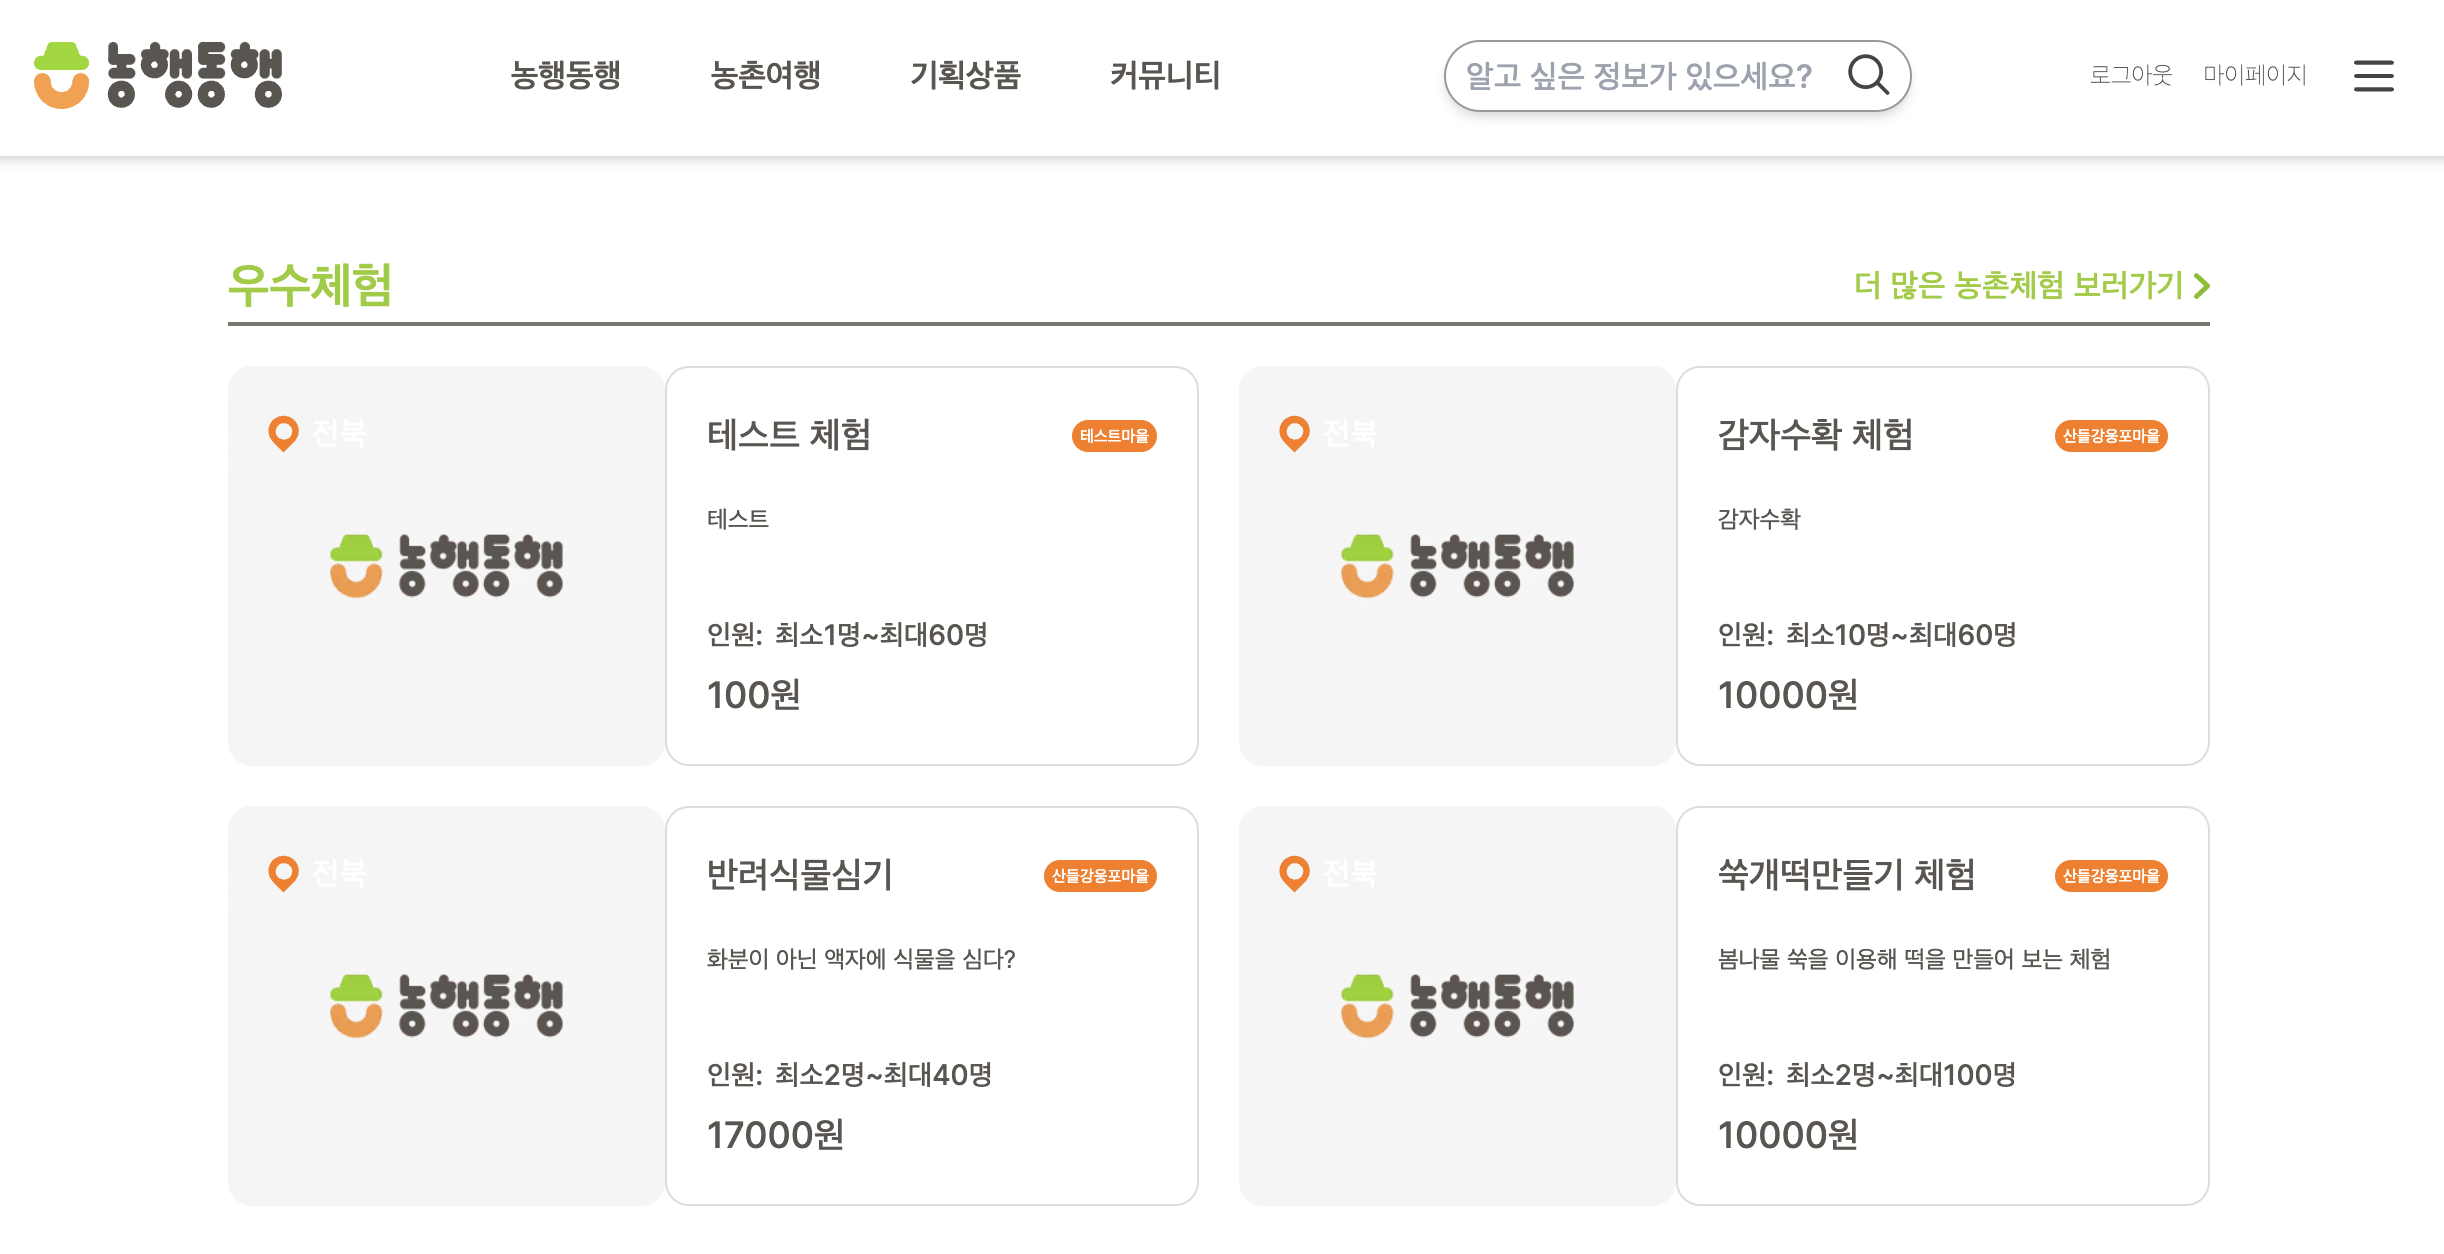 농행동행
농행동행 농촌여행 기획상품 커뮤니티
알고 싶은 정보가 있으세요?
로그아웃 마이페이지
우수체험
더 많은 농촌체험 보러가기
전북
농행동행
테스트 체험
테스트마을
테스트
인원: 최소1명~최대60명
100원
전북
농행동행
감자수확 체험
산들강웅포마을
감자수확
인원: 최소10명~최대60명
10000원
전북
농행동행
반려식물심기
산들강웅포마을
화분이 아닌 액자에 식물을 심다?
인원: 최소2명~최대40명
17000원
전북
농행동행
쑥개떡만들기 체험
산들강웅포마을
봄나물 쑥을 이용해 떡을 만들어 보는 체험
인원: 최소2명~최대100명
10000원